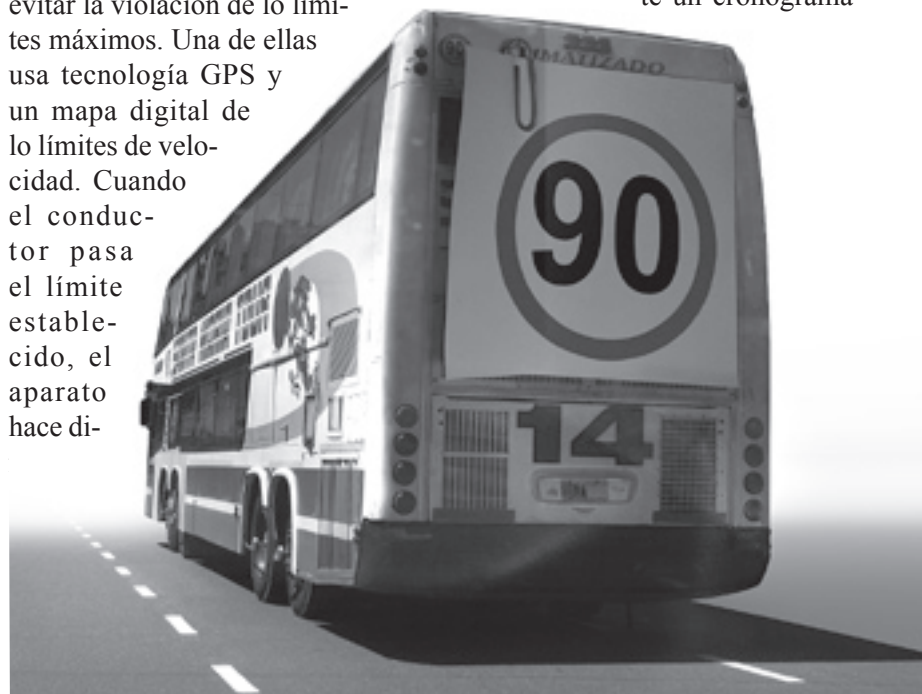 evitar la violación de lo lími-
tes máximos. Una de ellas
usa tecnología GPS y
un mapa digital de
lo límites de velo-
cidad. Cuando
el conduc-
tor pasa
el límite
estable-
cido, el
aparato
hace di-
te un cronograma
CLIMATIZADO
90
14